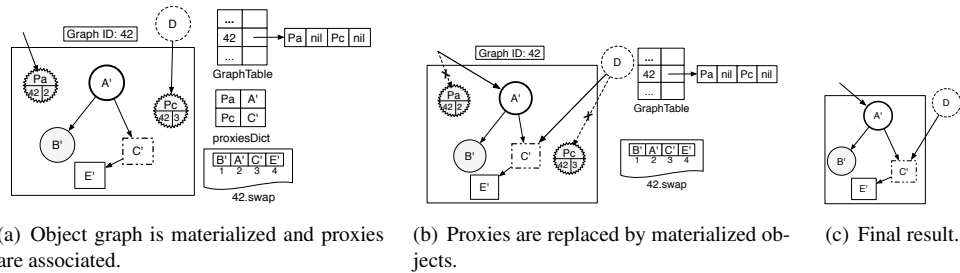 Graph ID: 42
D
...
42
...
GraphTable
Pa nil Pc nil
Pa
42 2
A'
Pc
42 3
B'
C'
E'
Pa A'
Pc C'
proxiesDict
B' A' C' E'
1 2 3 4
42.swap
Graph ID: 42
D
...
42
...
GraphTable
Pa nil Pc nil
Pa
42 2
A'
B'
C'
Pc
42 3
E'
B' A' C' E'
1 2 3 4
42.swap
D
A'
B'
C'
E'
(a) Object graph is materialized and proxies
are associated.
(b) Proxies are replaced by materialized ob-
jects.
(c) Final result.